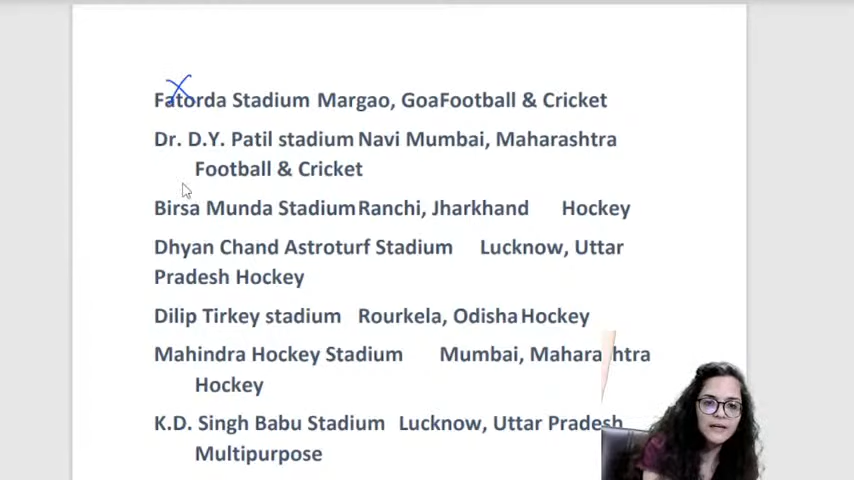 Fatorda Stadium Margao, GoaFootball & Cricket
Dr. D.Y. Patil stadium Navi Mumbai, Maharashtra
Football & Cricket
Birsa Munda Stadium Ranchi, Jharkhand Hockey
Dhyan Chand Astroturf Stadium Lucknow, Uttar
Pradesh Hockey
Dilip Tirkey stadium Rourkela, Odisha Hockey
Mahindra Hockey Stadium Mumbai, Maharashtra
Hockey
K.D. Singh Babu Stadium Lucknow, Uttar Pradesh
Multipurpose